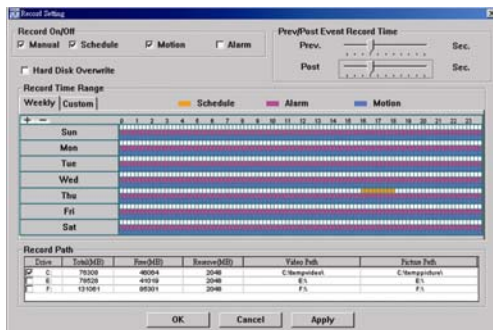 Record Setting
Record On/Off
Manual
Schedule
Motion
Alarm
Prev/Post Event Record Time
Prev. Sec.
Post Sec.
Hard Disk Overwrite
Record Time Range
Weekly Custom
Schedule Alarm Motion
+ - 0 1 2 3 4 5 6 7 8 9 10 11 12 13 14 15 16 17 18 19 20 21 22 23
Sun
Mon
Tue
Wed
Thu
Fri
Sat
Record Path
Drive Total(MB) Free(MB) Reserve(MB) Video Path Picture Path
C: 76308 46064 2048 C:\tempvideo\ C:\temppicture\
E: 76528 41019 2048 E:\ E:\
F: 131061 85301 2048 F:\ F:\
OK Cancel Apply